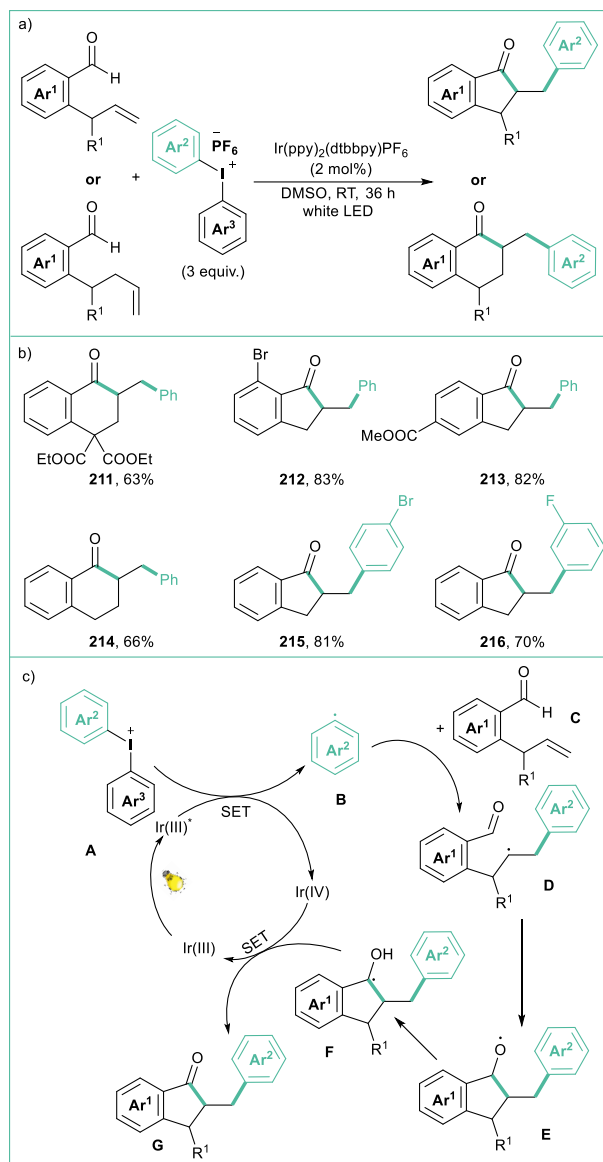 a)
O
H
Ar1
R1
or
O
H
Ar1
R1
+
Ar2
–
PF6
+
I
Ar3
(3 equiv.)
Ir(ppy)2(dtbbpy)PF6
(2 mol%)
DMSO, RT, 36 h
white LED
O
Ar2
Ar1
R1
or
O
Ar1
Ar2
R1
b)
O
Ph
EtOOC COOEt
211, 63%
Br O
Ph
212, 83%
O
Ph
MeOOC
213, 82%
O
Ph
214, 66%
O
Br
215, 81%
O
F
216, 70%
c)
Ar2
+
I
Ar3
A
SET
Ir(III)*
Ir(IV)
Ir(III)
SET
·
Ar2
B
+
O
H
Ar1
R1
C
O
Ar2
·
Ar1
R1
D
O·
Ar2
Ar1
R1
E
OH
·
Ar2
Ar1
R1
F
O
Ar2
Ar1
R1
G